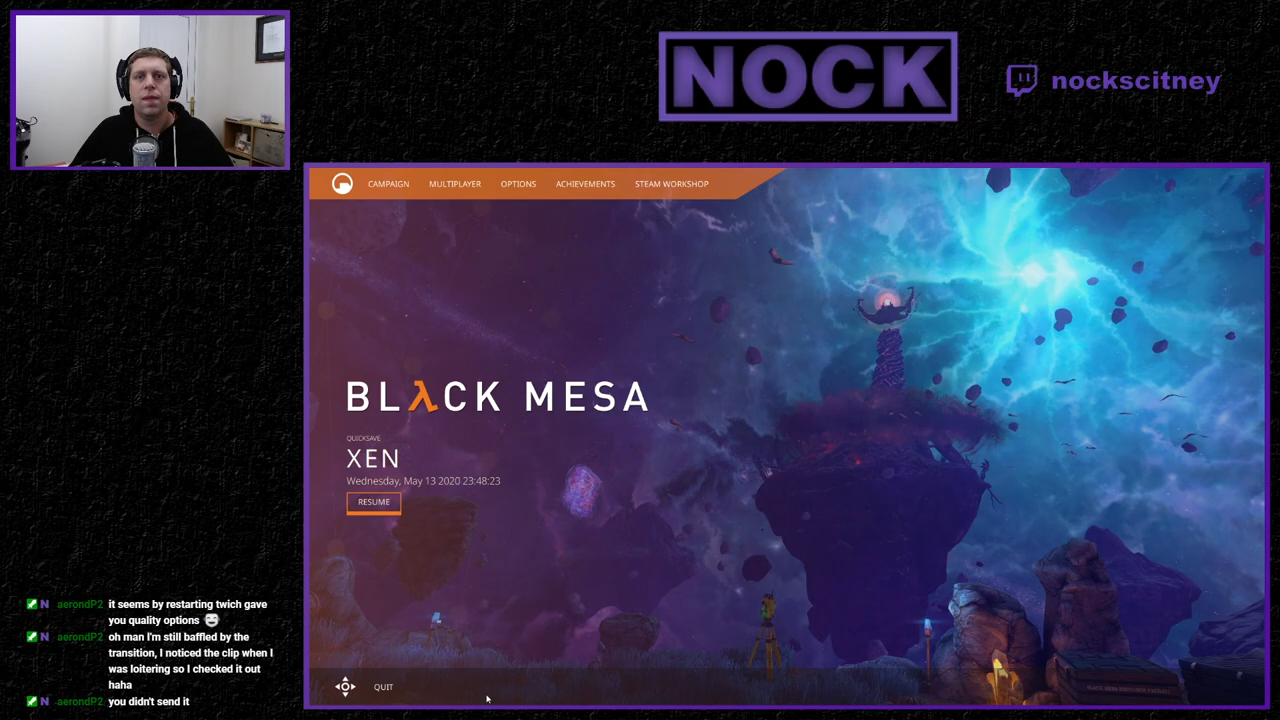 NOCK
nockscitney
CAMPAIGN MULTIPLAYER OPTIONS ACHIEVEMENTS STEAM WORKSHOP
BLλCK MESA
QUICKSAVE
XEN
Wednesday, May 13 2020 23:48:23
RESUME
QUIT
N aerondP2 it seems by restarting twich gave
you quality options
N aerondP2 oh man I'm still baffled by the
transition, I noticed the clip when I
was loitering so I checked it out
haha
N aerondP2 you didn't send it